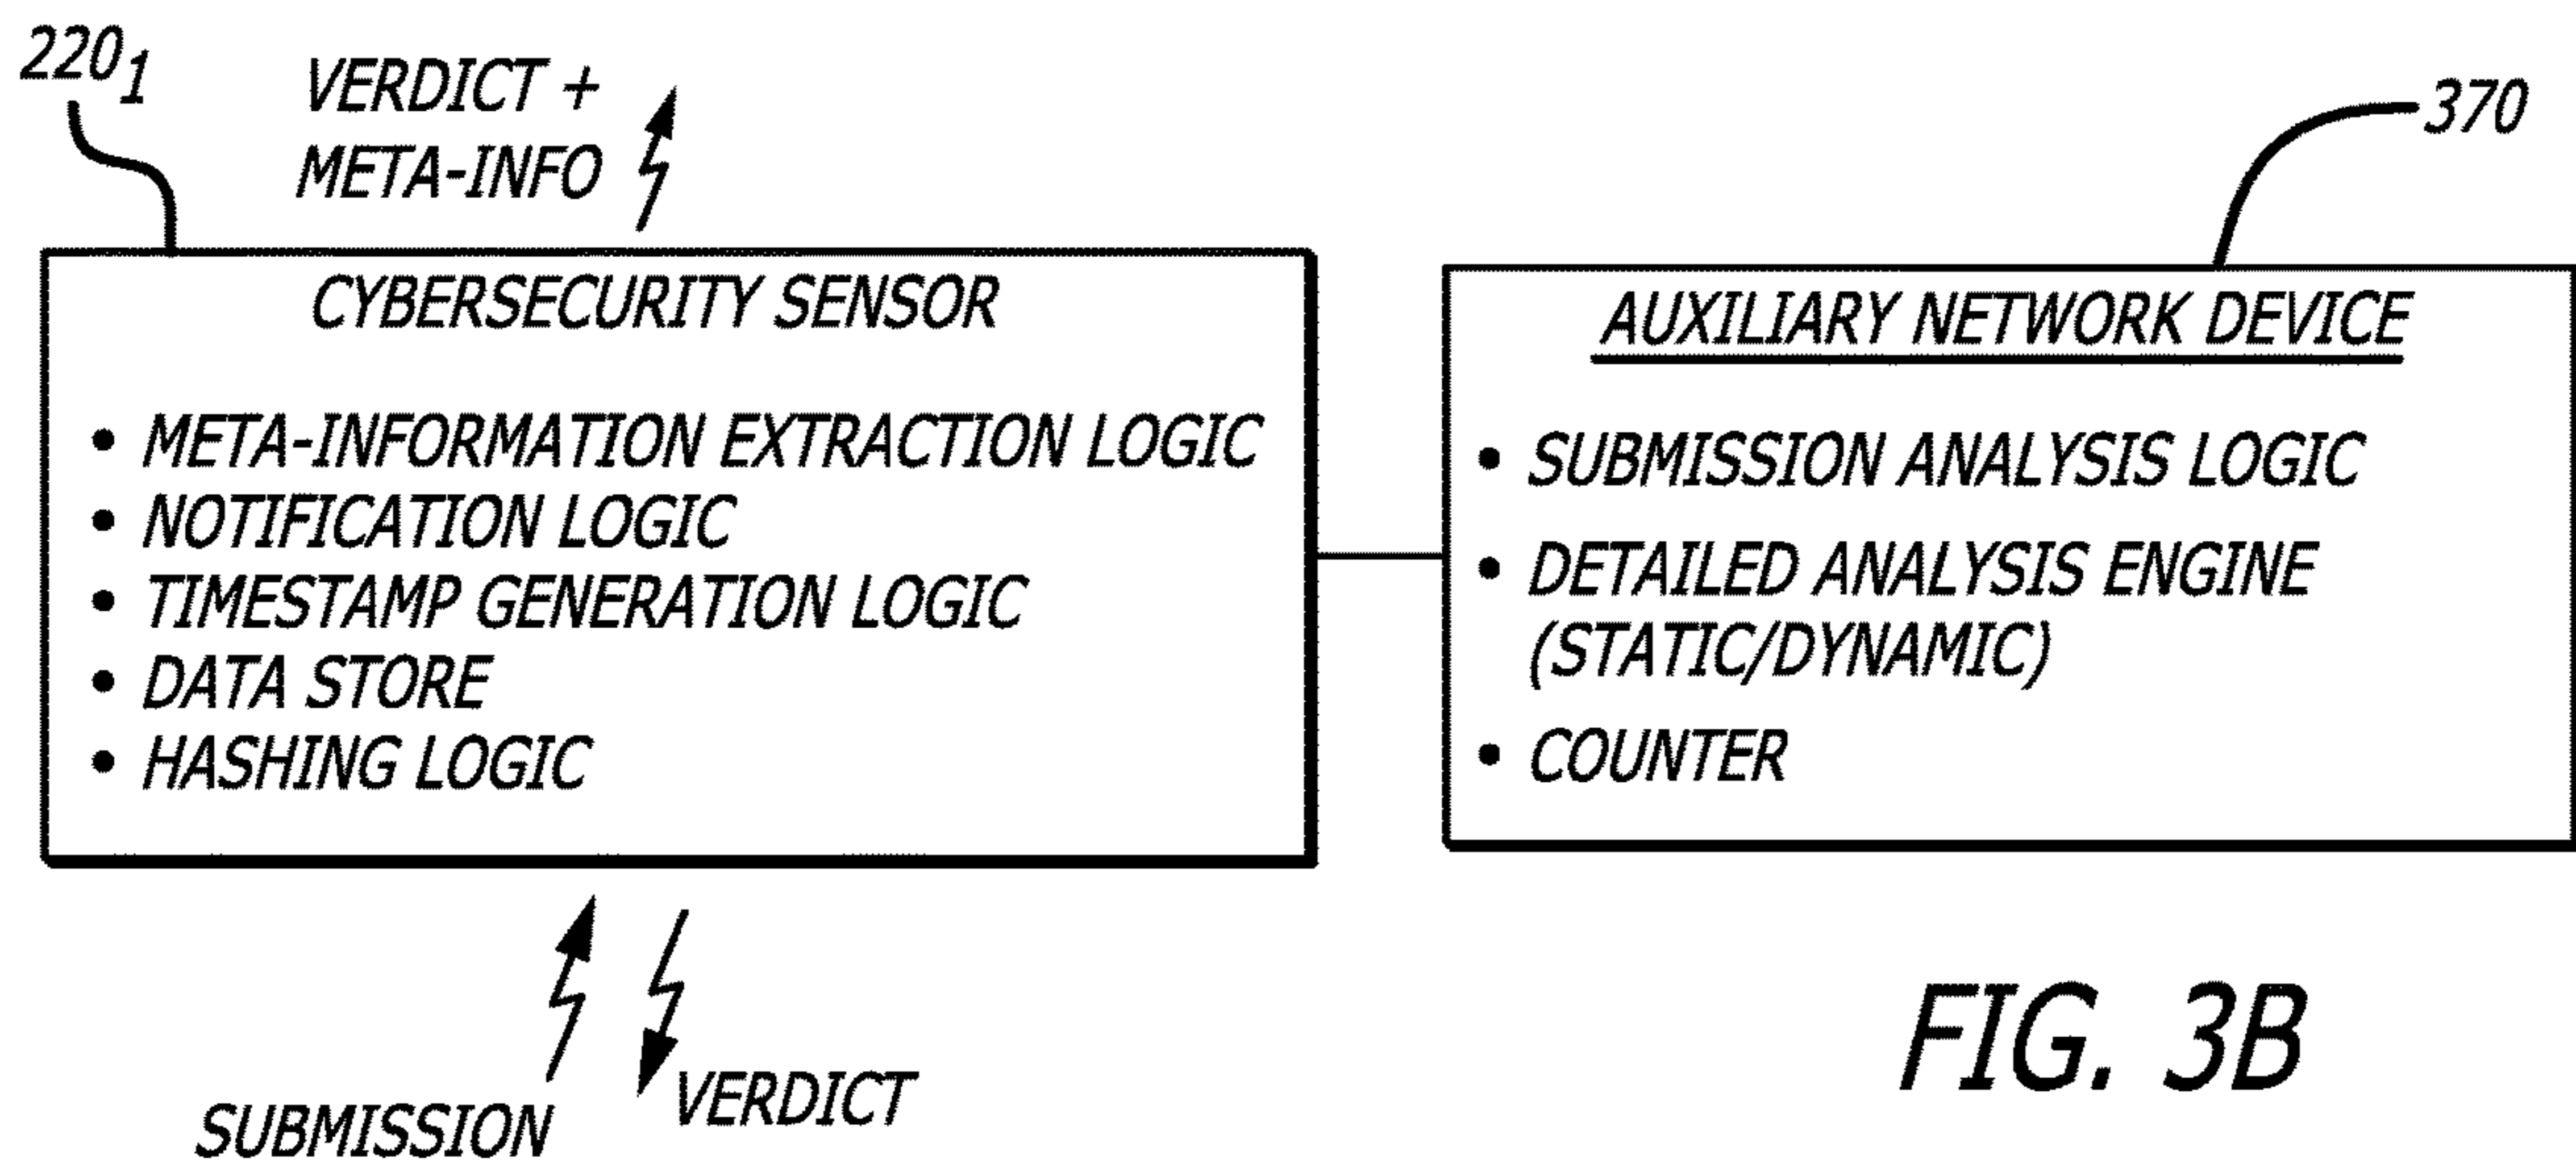 220₁
VERDICT +
META-INFO
370
CYBERSECURITY SENSOR
• META-INFORMATION EXTRACTION LOGIC
• NOTIFICATION LOGIC
• TIMESTAMP GENERATION LOGIC
• DATA STORE
• HASHING LOGIC
AUXILIARY NETWORK DEVICE
• SUBMISSION ANALYSIS LOGIC
• DETAILED ANALYSIS ENGINE
(STATIC/DYNAMIC)
• COUNTER
SUBMISSION
VERDICT
FIG. 3B